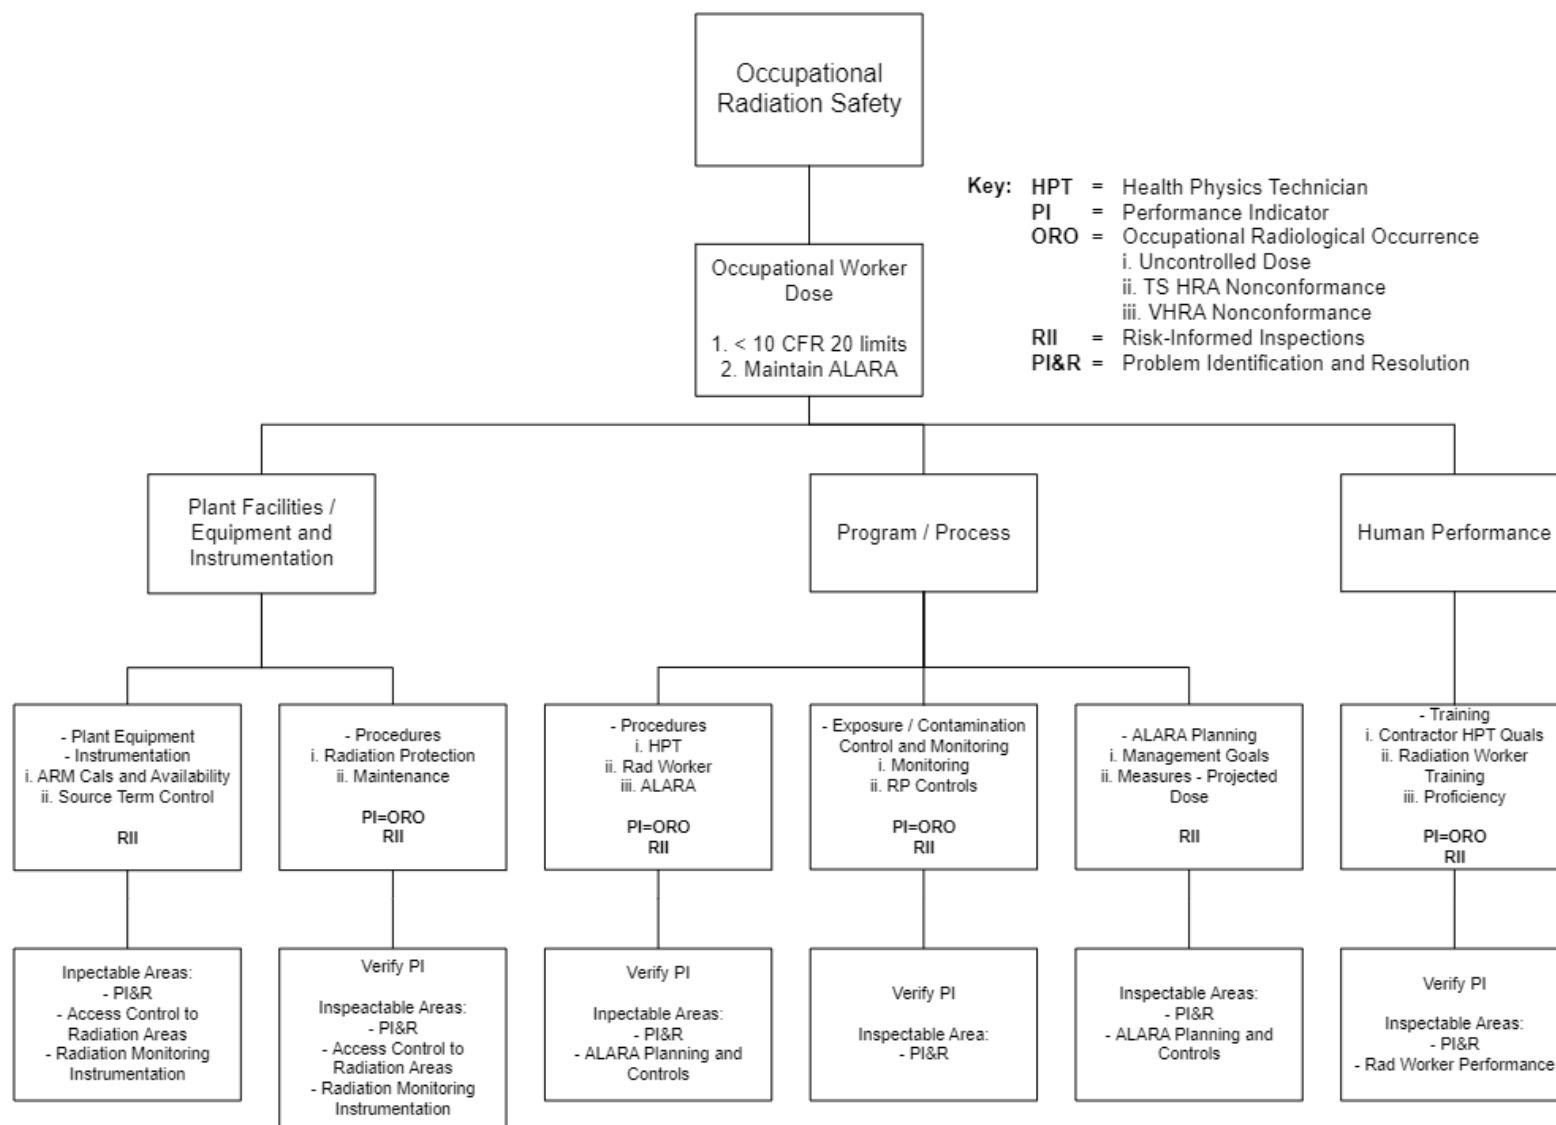 Occupational
Radiation Safety
Key: HPT = Health Physics Technician
PI = Performance Indicator
ORO = Occupational Radiological Occurrence
i. Uncontrolled Dose
ii. TS HRA Nonconformance
iii. VHRA Nonconformance
RII = Risk-Informed Inspections
PI&R = Problem Identification and Resolution
Occupational Worker
Dose
1. < 10 CFR 20 limits
2. Maintain ALARA
Plant Facilities /
Equipment and
Instrumentation
Program / Process
Human Performance
- Plant Equipment
- Instrumentation
i. ARM Cals and Availability
ii. Source Term Control
RII
- Procedures
i. Radiation Protection
ii. Maintenance
PI=ORO
RII
- Procedures
i. HPT
ii. Rad Worker
iii. ALARA
PI=ORO
RII
- Exposure / Contamination
Control and Monitoring
i. Monitoring
ii. RP Controls
PI=ORO
RII
- ALARA Planning
i. Management Goals
ii. Measures - Projected
Dose
RII
- Training
i. Contractor HPT Quals
ii. Radiation Worker
Training
iii. Proficiency
PI=ORO
RII
Inpectable Areas:
- PI&R
- Access Control to
Radiation Areas
- Radiation Monitoring
Instrumentation
Verify PI
Inspeactable Areas:
- PI&R
- Access Control to
Radiation Areas
- Radiation Monitoring
Instrumentation
Verify PI
Inpectable Areas:
- PI&R
- ALARA Planning and
Controls
Verify PI
Inspectable Area:
- PI&R
Inspectable Areas:
- PI&R
- ALARA Planning and
Controls
Verify PI
Inspectable Areas:
- PI&R
- Rad Worker Performance